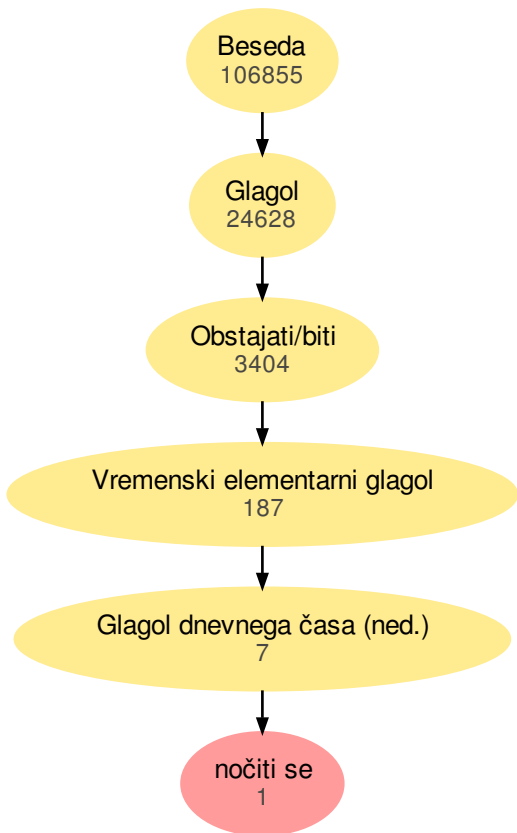 Beseda
106855
Glagol
24628
Obstajati/biti
3404
Vremenski elementarni glagol
187
Glagol dnevnega časa (ned.)
7
nočiti se
1